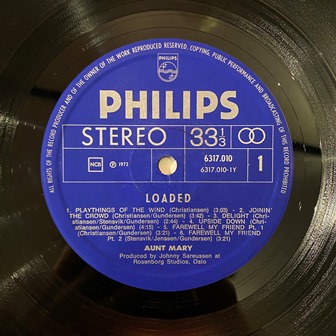 ALL RIGHTS OF THE RECORD PRODUCER AND OF THE OWNER OF THE WORK REPRODUCED RESERVED. COPYING, PUBLIC PERFORMANCE AND BROADCASTING OF THIS RECORD PROHIBITED
PHILIPS
PHILIPS
STEREO 33⅓
NCB ℗ 1972 6317.010
6317.010-1Y 1
LOADED
1. PLAYTHINGS OF THE WIND (Christiansen) (3:03) - 2. JOININ'
THE CROWD (Christiansen/Gundersen) (3:42) - 3. DELIGHT (Chri-
stiansen/Stensvik/Gundersen) (2:44) - 4. UPSIDE DOWN (Chri-
stiansen/Gundersen) (4:15) - 5. FAREWELL MY FRIEND Pt. 1
(Christiansen/Gundersen) (3:21) - 6. FAREWELL MY FRIEND
Pt. 2 (Stensvik/Janssen/Gundersen) (3:21)
AUNT MARY
Produced by Johnny Sareussen at
Rosenborg Studios, Oslo